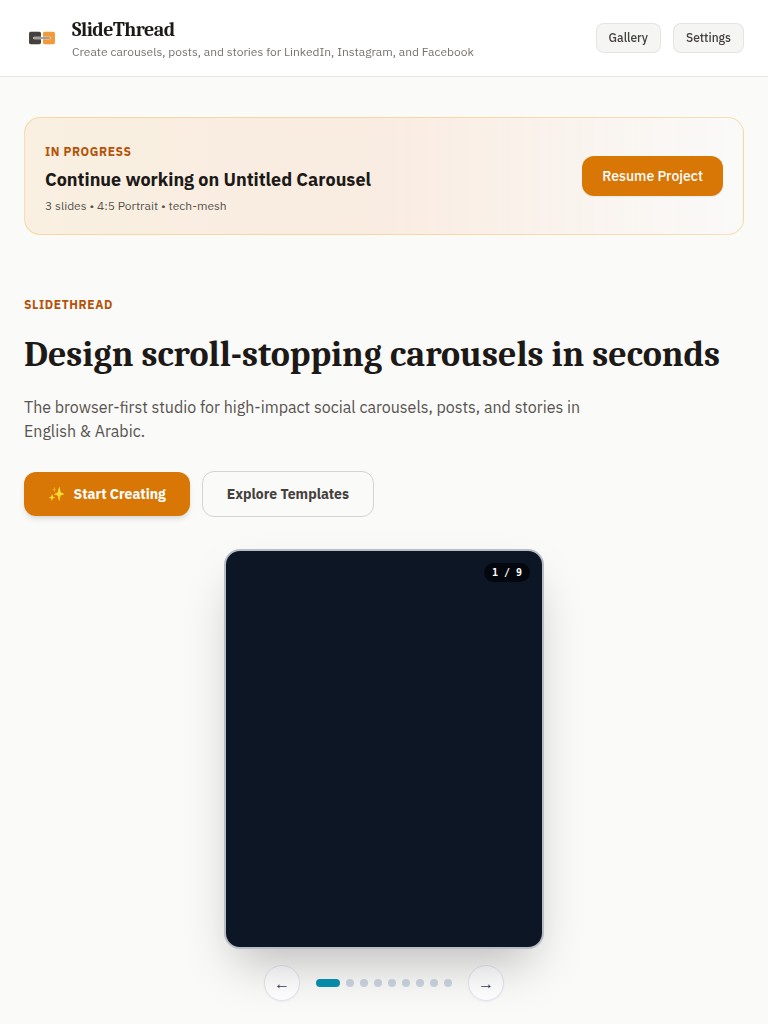 SlideThread
Create carousels, posts, and stories for LinkedIn, Instagram, and Facebook
Gallery
Settings
IN PROGRESS
Continue working on Untitled Carousel
3 slides • 4:5 Portrait • tech-mesh
Resume Project
SLIDETHREAD
Design scroll-stopping carousels in seconds
The browser-first studio for high-impact social carousels, posts, and stories in
English & Arabic.
✨ Start Creating
Explore Templates
1 / 9
← →